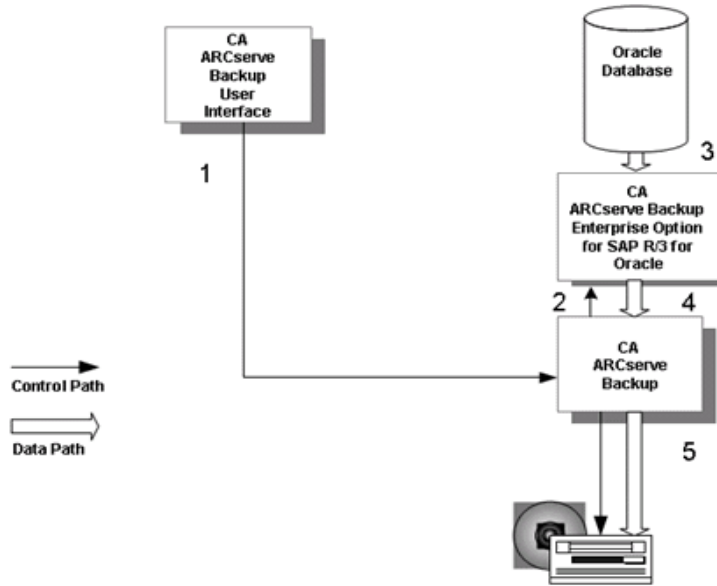 CA
ARCserve
Backup
User
Interface
Oracle
Database
1
3
CA
ARCserve Backup
Enterprise Option
for SAP R/3 for
Oracle
2
4
CA
ARCserve
Backup
Control Path
Data Path
5